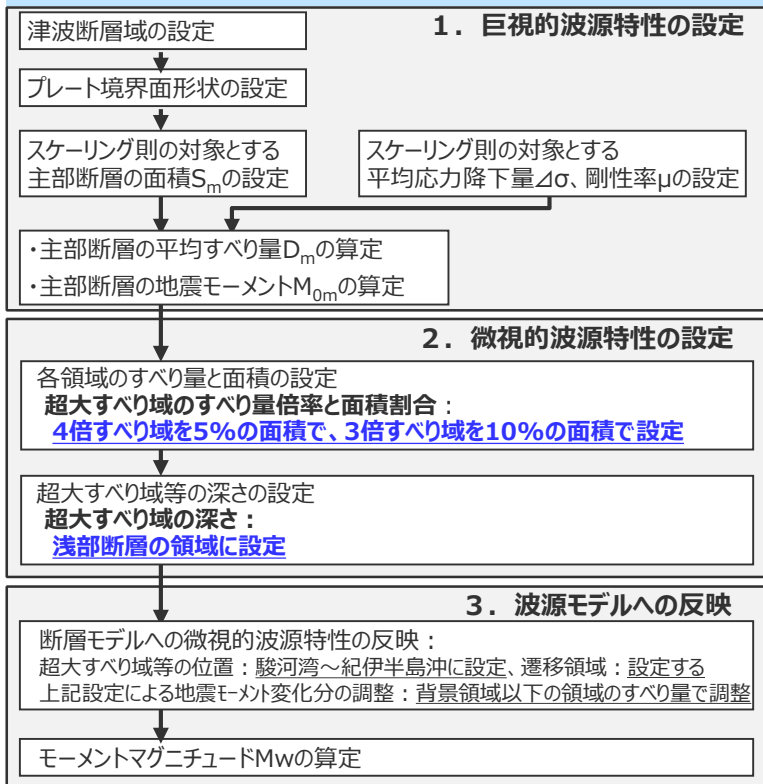 1．巨視的波源特性の設定
津波断層域の設定
プレート境界面形状の設定
スケーリング則の対象とする
主部断層の面積Smの設定
スケーリング則の対象とする
平均応力降下量⊿σ、剛性率μの設定
・主部断層の平均すべり量Dmの算定
・主部断層の地震モーメントM0mの算定
2．微視的波源特性の設定
各領域のすべり量と面積の設定
超大すべり域のすべり量倍率と面積割合：
4倍すべり域を5%の面積で、3倍すべり域を10%の面積で設定
超大すべり域等の深さの設定
超大すべり域の深さ：
浅部断層の領域に設定
3．波源モデルへの反映
断層モデルへの微視的波源特性の反映：
超大すべり域等の位置：駿河湾～紀伊半島沖に設定、遷移領域：設定する
上記設定による地震ﾓｰﾒﾝﾄ変化分の調整：背景領域以下の領域のすべり量で調整
モーメントマグニチュードMwの算定